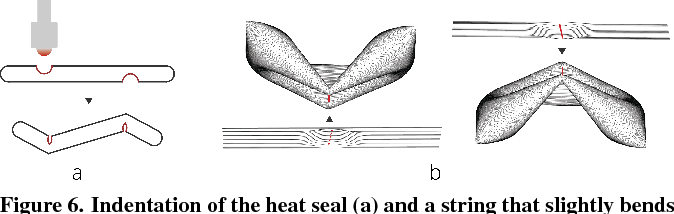 a
b
Figure 6. Indentation of the heat seal (a) and a string that slightly bends